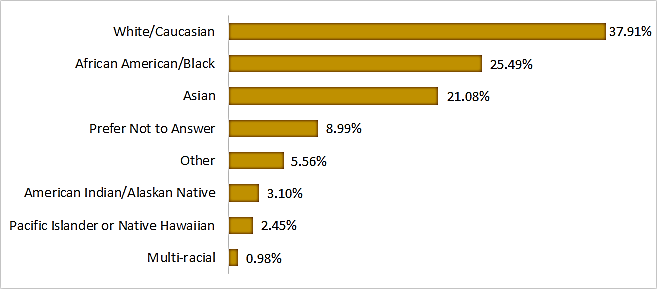 White/Caucasian 37.91%
African American/Black 25.49%
Asian 21.08%
Prefer Not to Answer 8.99%
Other 5.56%
American Indian/Alaskan Native 3.10%
Pacific Islander or Native Hawaiian 2.45%
Multi-racial 0.98%